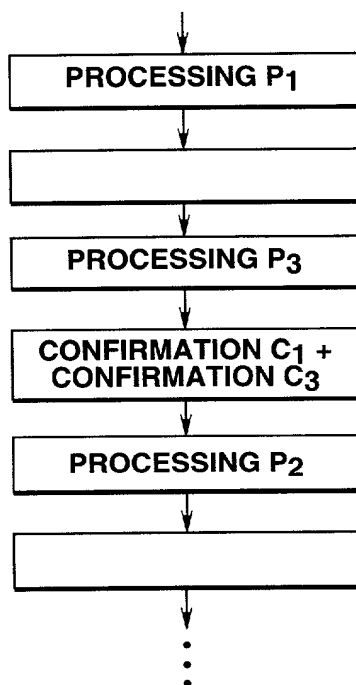 PROCESSING P1
PROCESSING P3
CONFIRMATION C1 +
CONFIRMATION C3
PROCESSING P2